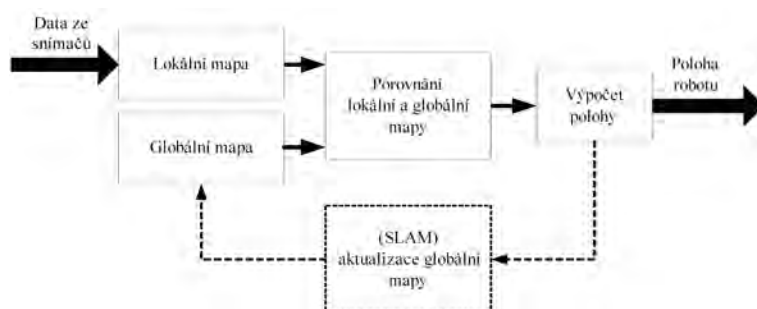 Data ze
snímačů
Lokální mapa
Globální mapa
Porovnání
lokální a globální
mapy
Výpočet
polohy
Poloha
robotu
(SLAM)
aktualizace globální
mapy